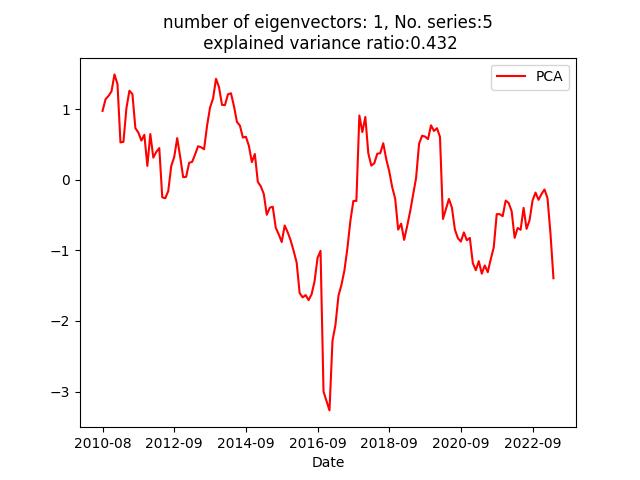 number of eigenvectors: 1, No. series:5
explained variance ratio:0.432
PCA
1
0
−1
−2
−3
2010-08 2012-09 2014-09 2016-09 2018-09 2020-09 2022-09
Date